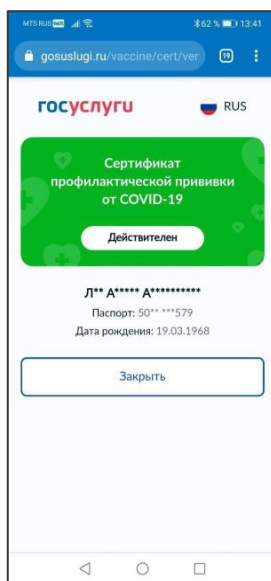 MTS RUS
62 % 13:41
gosuslugi.ru/vaccine/cert/ver 19
госуслуги RUS
Сертификат
профилактической прививки
от COVID-19
Действителен
Л** А***** А**********
Паспорт: 50** ***579
Дата рождения: 19.03.1968
Закрыть